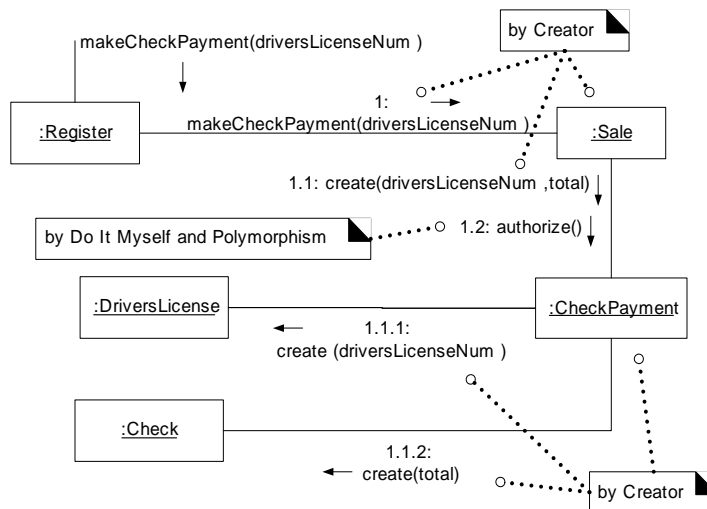 makeCheckPayment(driversLicenseNum )
by Creator
1:
makeCheckPayment(driversLicenseNum )
:Register
:Sale
1.1: create(driversLicenseNum ,total)
by Do It Myself and Polymorphism
1.2: authorize()
:DriversLicense
:CheckPayment
1.1.1:
create (driversLicenseNum )
:Check
1.1.2:
create(total)
by Creator